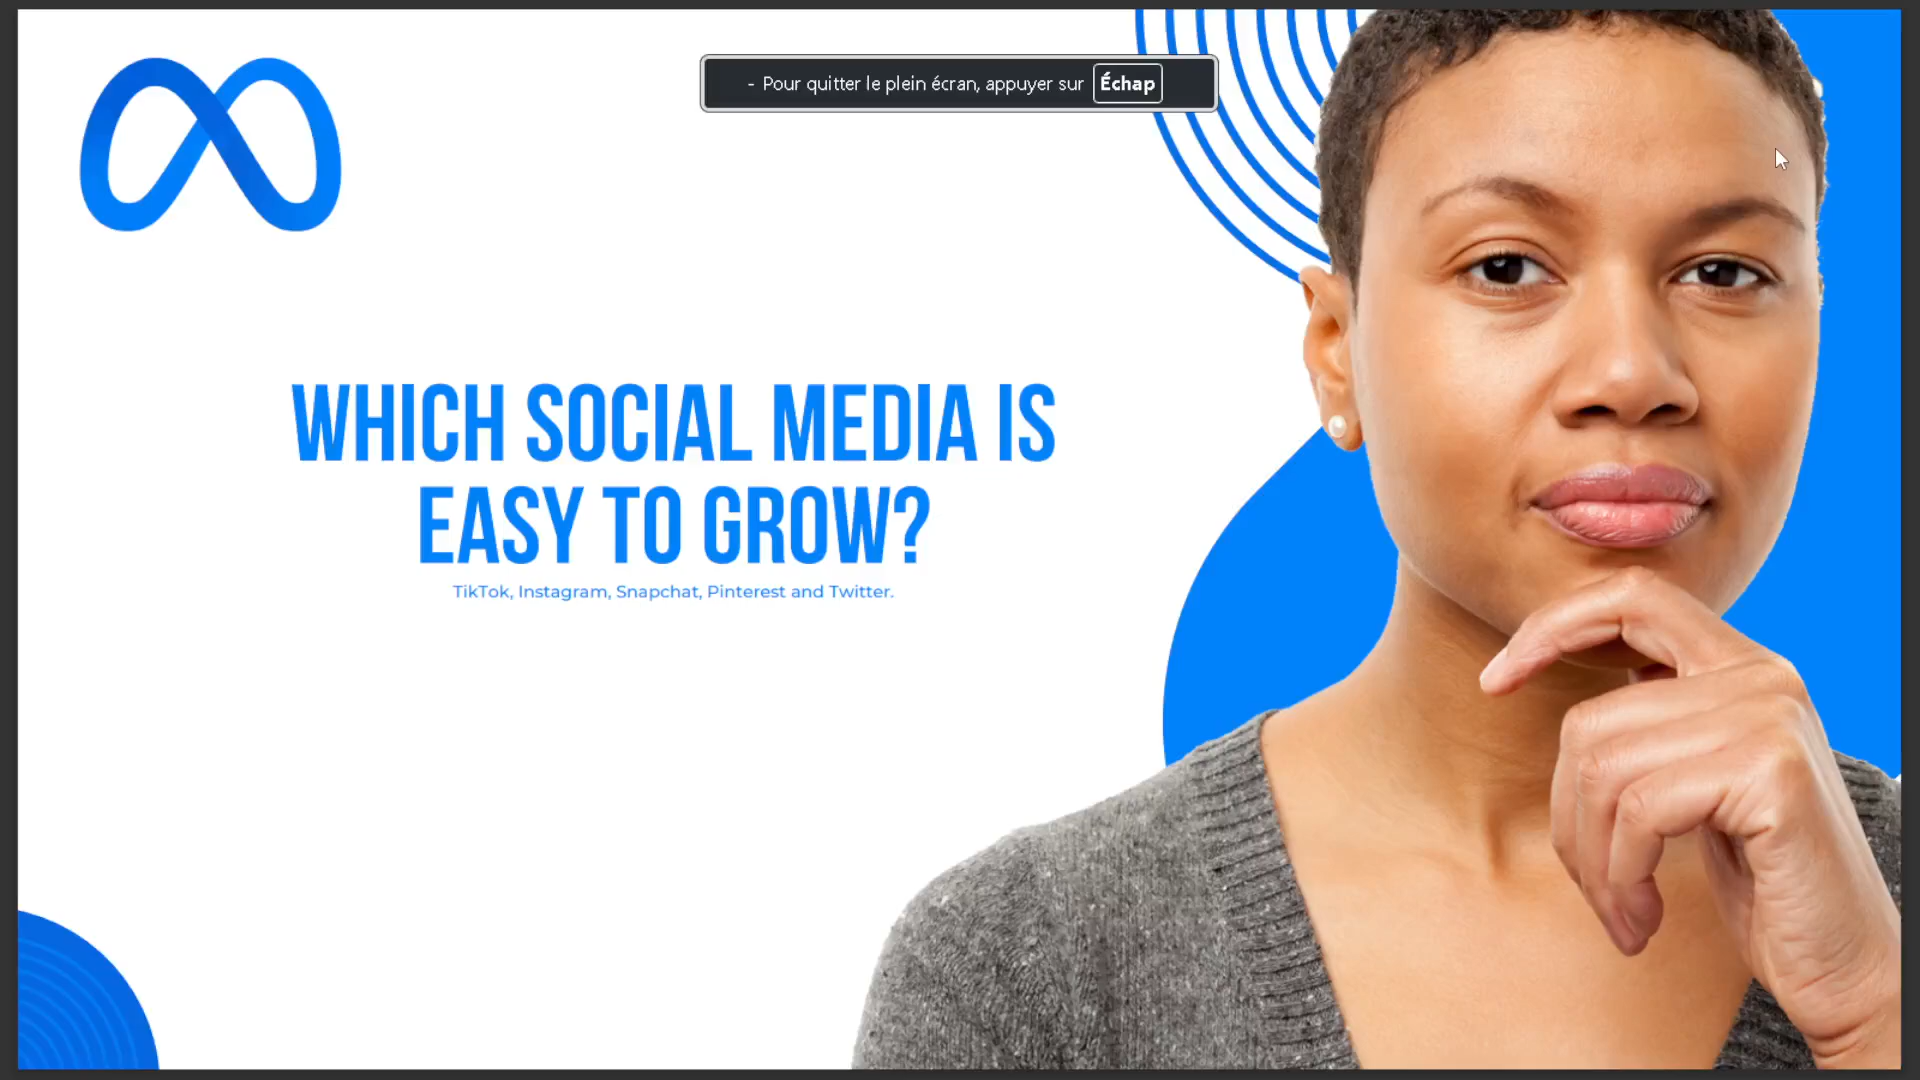 - Pour quitter le plein écran, appuyer sur Échap
WHICH SOCIAL MEDIA IS
EASY TO GROW?
TikTok, Instagram, Snapchat, Pinterest and Twitter.